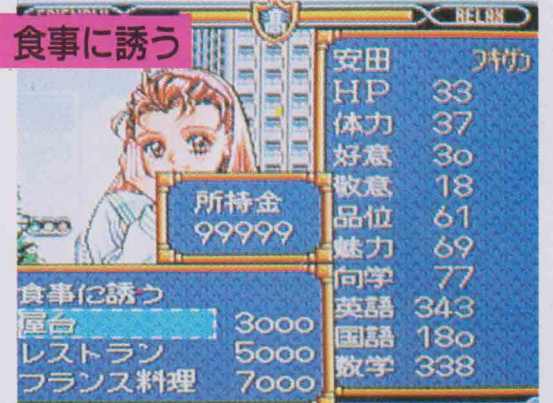 RELAX
食事に誘う
安田 フキゲン
HP 33
体力 37
好意 30
敵意 18
品位 61
魅力 69
向学 77
英語 343
国語 180
数学 338
所持金
99999
食事に誘う
屋台 3000
レストラン 5000
フランス料理 7000